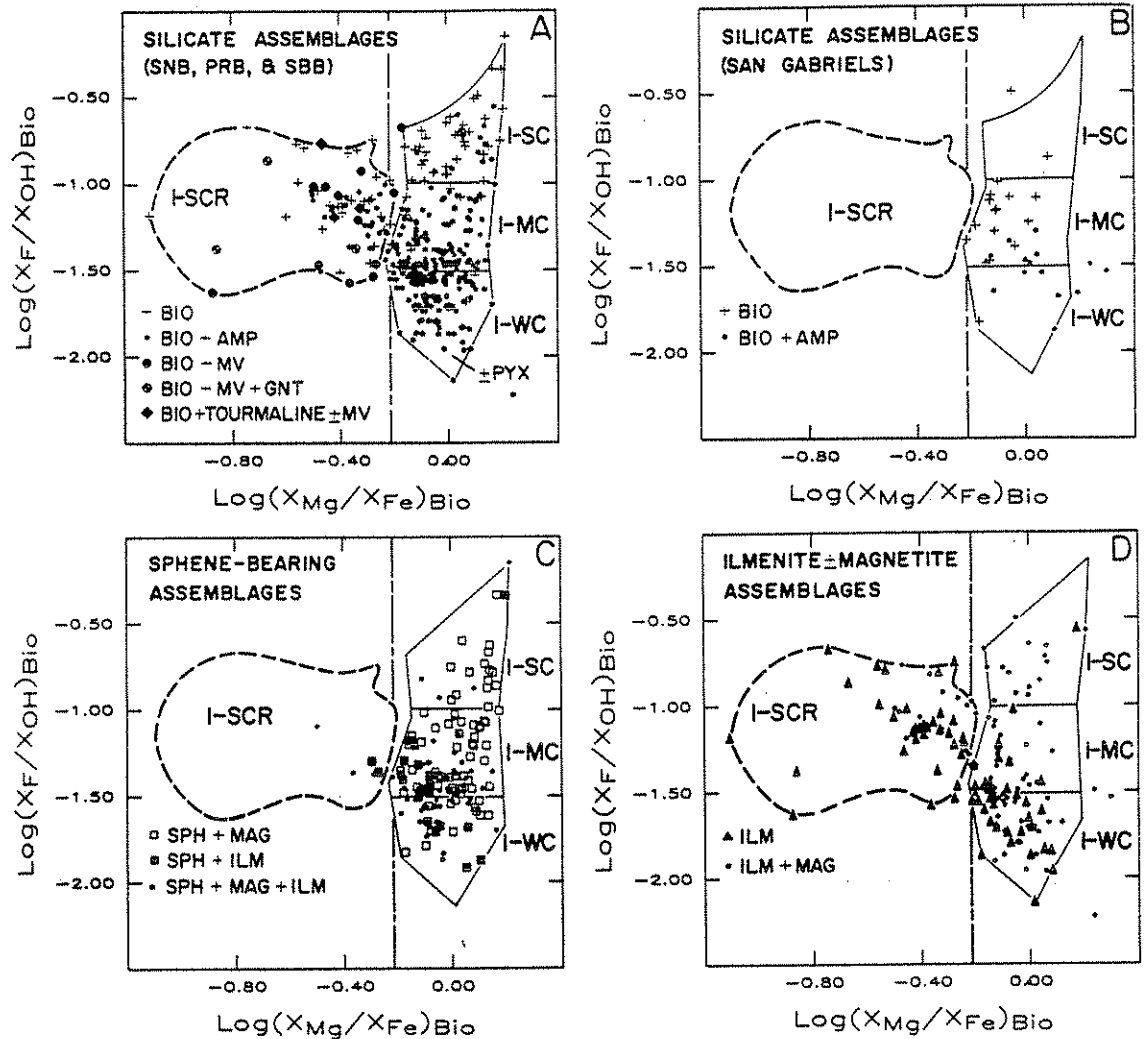 A
SILICATE ASSEMBLAGES
(SNB, PRB, & SBB)
-0.50
-1.00
-1.50
-2.00
Log(XF/XOH)Bio
I-SCR
I-SC
I-MC
I-WC
±PYX
BIO
BIO - AMP
BIO - MV
BIO - MV + GNT
BIO + TOURMALINE ± MV
-0.80
-0.40
0.00
Log(XMg/XFe)Bio
B
SILICATE ASSEMBLAGES
(SAN GABRIELS)
-0.50
-1.00
-1.50
-2.00
Log(XF/XOH)Bio
I-SCR
I-SC
I-MC
I-WC
BIO
BIO + AMP
-0.80
-0.40
0.00
Log(XMg/XFe)Bio
C
SPHENE-BEARING
ASSEMBLAGES
-0.50
-1.00
-1.50
-2.00
Log(XF/XOH)Bio
I-SCR
I-SC
I-MC
I-WC
SPH + MAG
SPH + ILM
SPH + MAG + ILM
-0.80
-0.40
0.00
Log(XMg/XFe)Bio
D
ILMENITE±MAGNETITE
ASSEMBLAGES
-0.50
-1.00
-1.50
-2.00
Log(XF/XOH)Bio
I-SCR
I-SC
I-MC
I-WC
ILM
ILM + MAG
-0.80
-0.40
0.00
Log(XMg/XFe)Bio